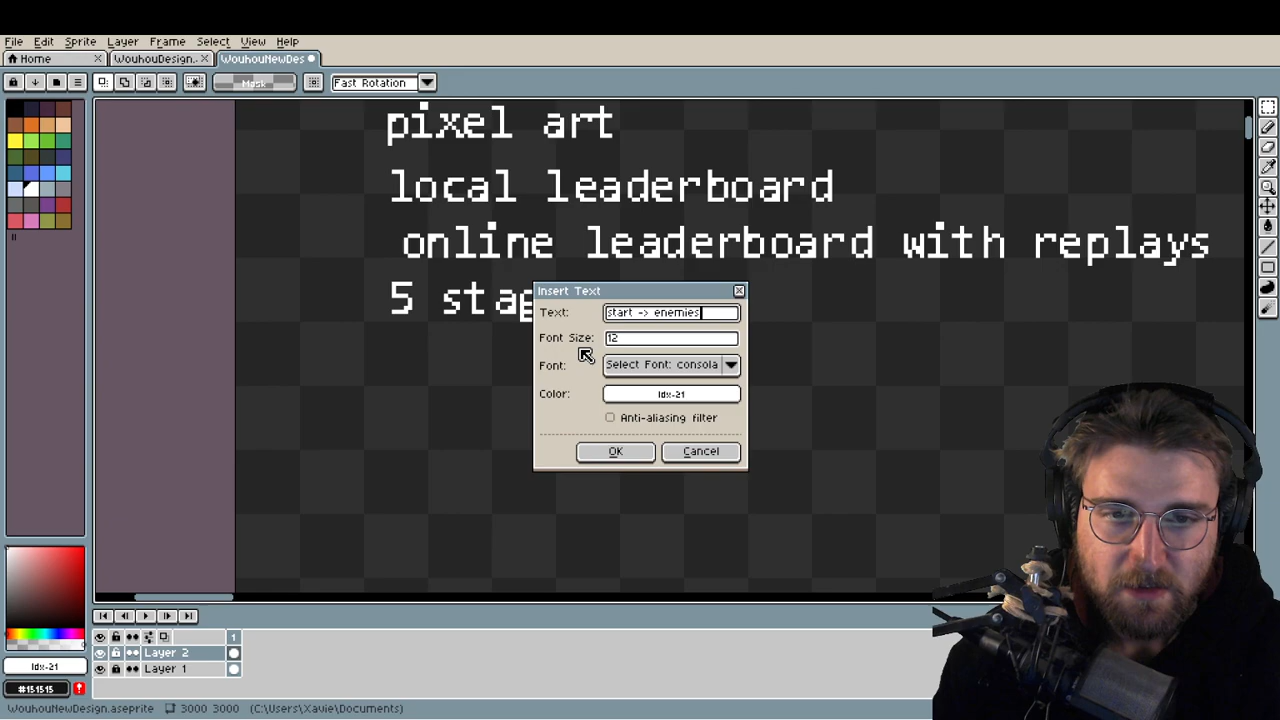 File Edit Sprite Layer Frame Select View Help
Home WouhouDesign. WouhouNewDes
Mask Fast Rotation
pixel art
local leaderboard
online leaderboard with replays
5 stag
Insert Text
Text: start -> enemies
Font Size: 12
Font: Select Font: consola
Color: Idx-21
Anti-aliasing filter
OK Cancel
1
Layer 2
Layer 1
Idx-21
#151515
WouhouNewDesign.aseprite 3000 3000 (C:\Users\Xavie\Documents)